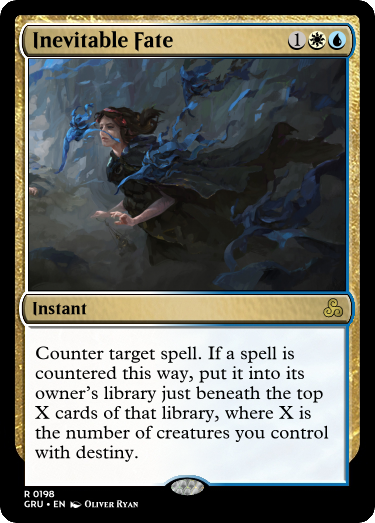 Inevitable Fate 1
Instant
Counter target spell. If a spell is
countered this way, put it into its
owner's library just beneath the top
X cards of that library, where X is
the number of creatures you control
with destiny.
R 0198
GRU • EN Oliver Ryan